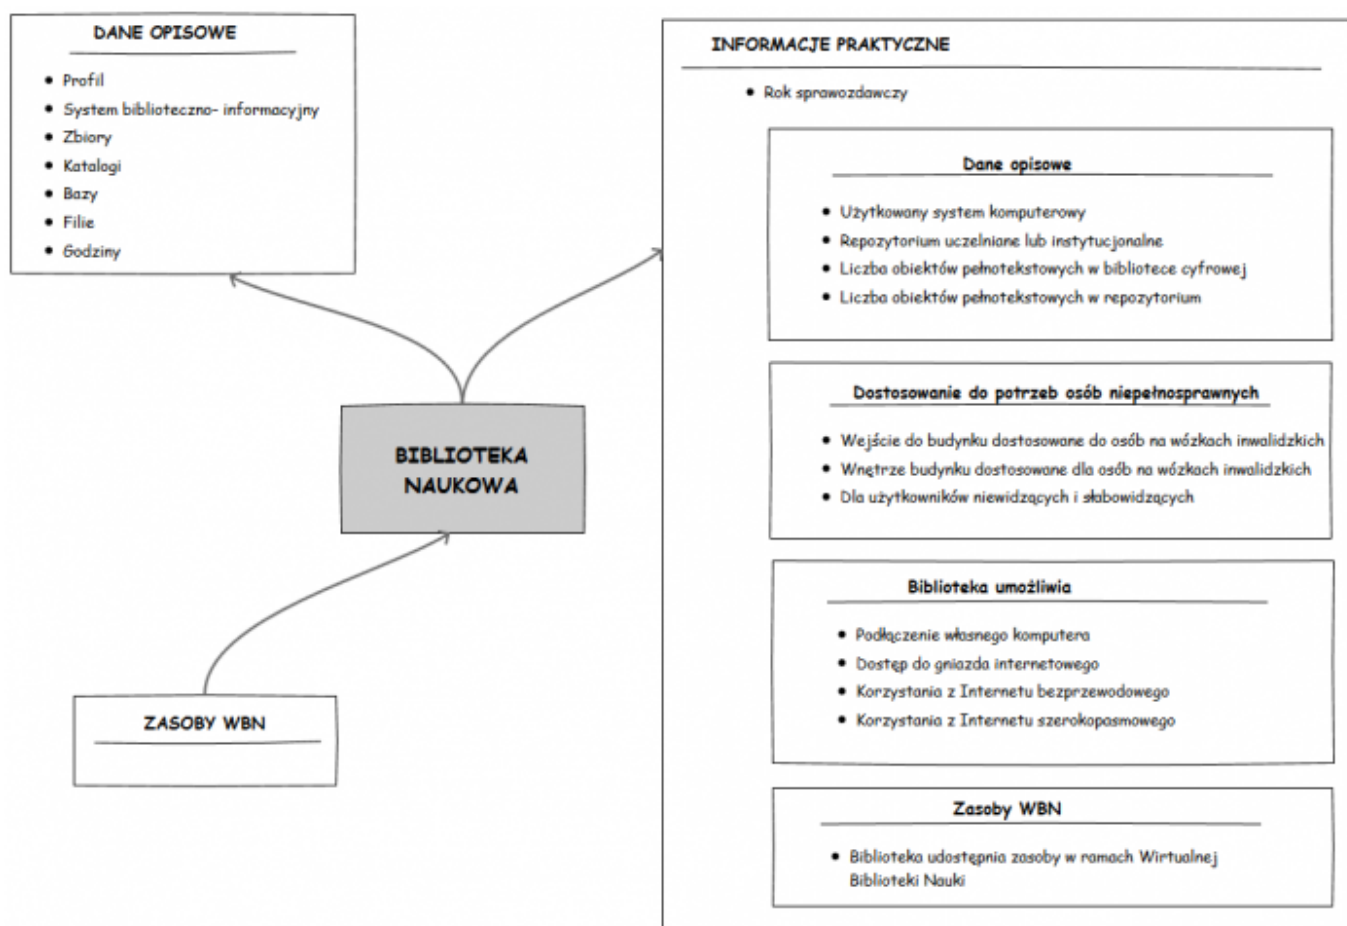 DANE OPISOWE
• Profil
• System biblioteczno- informacyjny
• Zbiory
• Katalogi
• Bazy
• Filie
• Godziny
BIBLIOTEKA
NAUKOWA
ZASOBY WBN
INFORMACJE PRAKTYCZNE
• Rok sprawozdawczy
Dane opisowe
• Użytkowany system komputerowy
• Repozytorium uczelniane lub instytucjonalne
• Liczba obiektów pełnotekstowych w bibliotece cyfrowej
• Liczba obiektów pełnotekstowych w repozytorium
Dostosowanie do potrzeb osób niepełnosprawnych
• Wejście do budynku dostosowane do osób na wózkach inwalidzkich
• Wnętrze budynku dostosowane dla osób na wózkach inwalidzkich
• Dla użytkowników niewidzących i słabowidzących
Biblioteka umożliwia
• Podłączenie własnego komputera
• Dostęp do gniazda internetowego
• Korzystania z Internetu bezprzewodowego
• Korzystania z Internetu szerokopasmowego
Zasoby WBN
• Biblioteka udostępnia zasoby w ramach Wirtualnej
Biblioteki Nauki